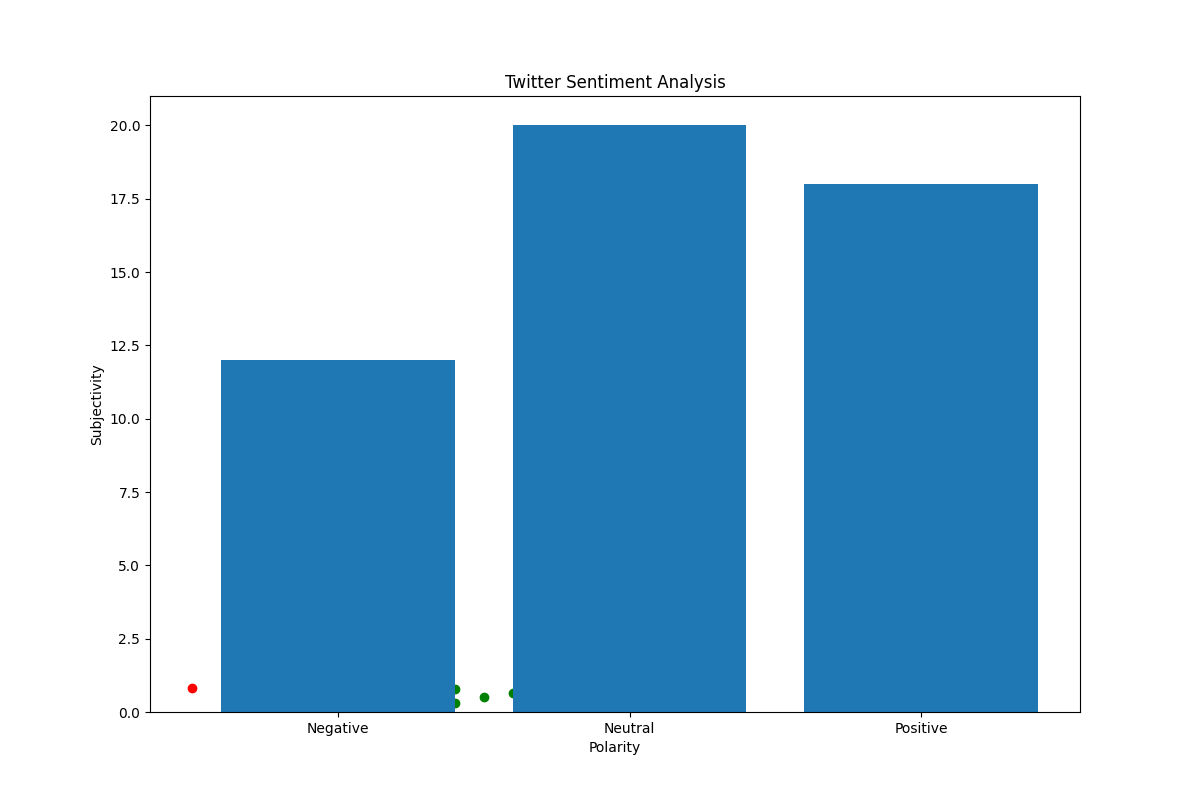 Twitter Sentiment Analysis
20.0
17.5
15.0
12.5
10.0
7.5
5.0
2.5
0.0
Subjectivity
Negative Neutral Positive
Polarity